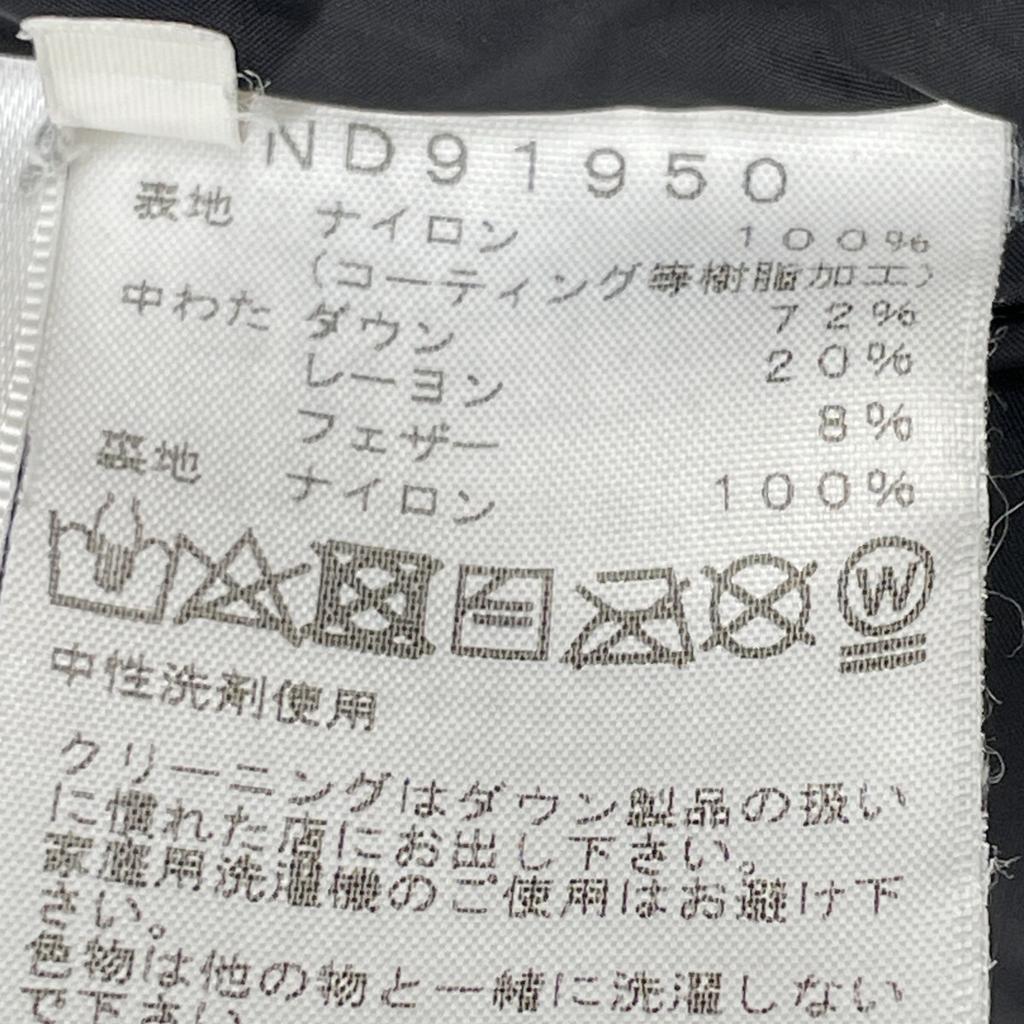 ND91950
表地 ナイロン 100%
(コーティング等樹脂加工)
中わた ダウン 72%
レーヨン 20%
フェザー 8%
裏地 ナイロン 100%
W
中性洗剤使用
クリーニングはダウン製品の扱い
に慣れた店にお出し下さい。
家庭用洗濯機のご使用はお避け下
さい。
色物は他の物と一緒に洗濯しない
で下さい。